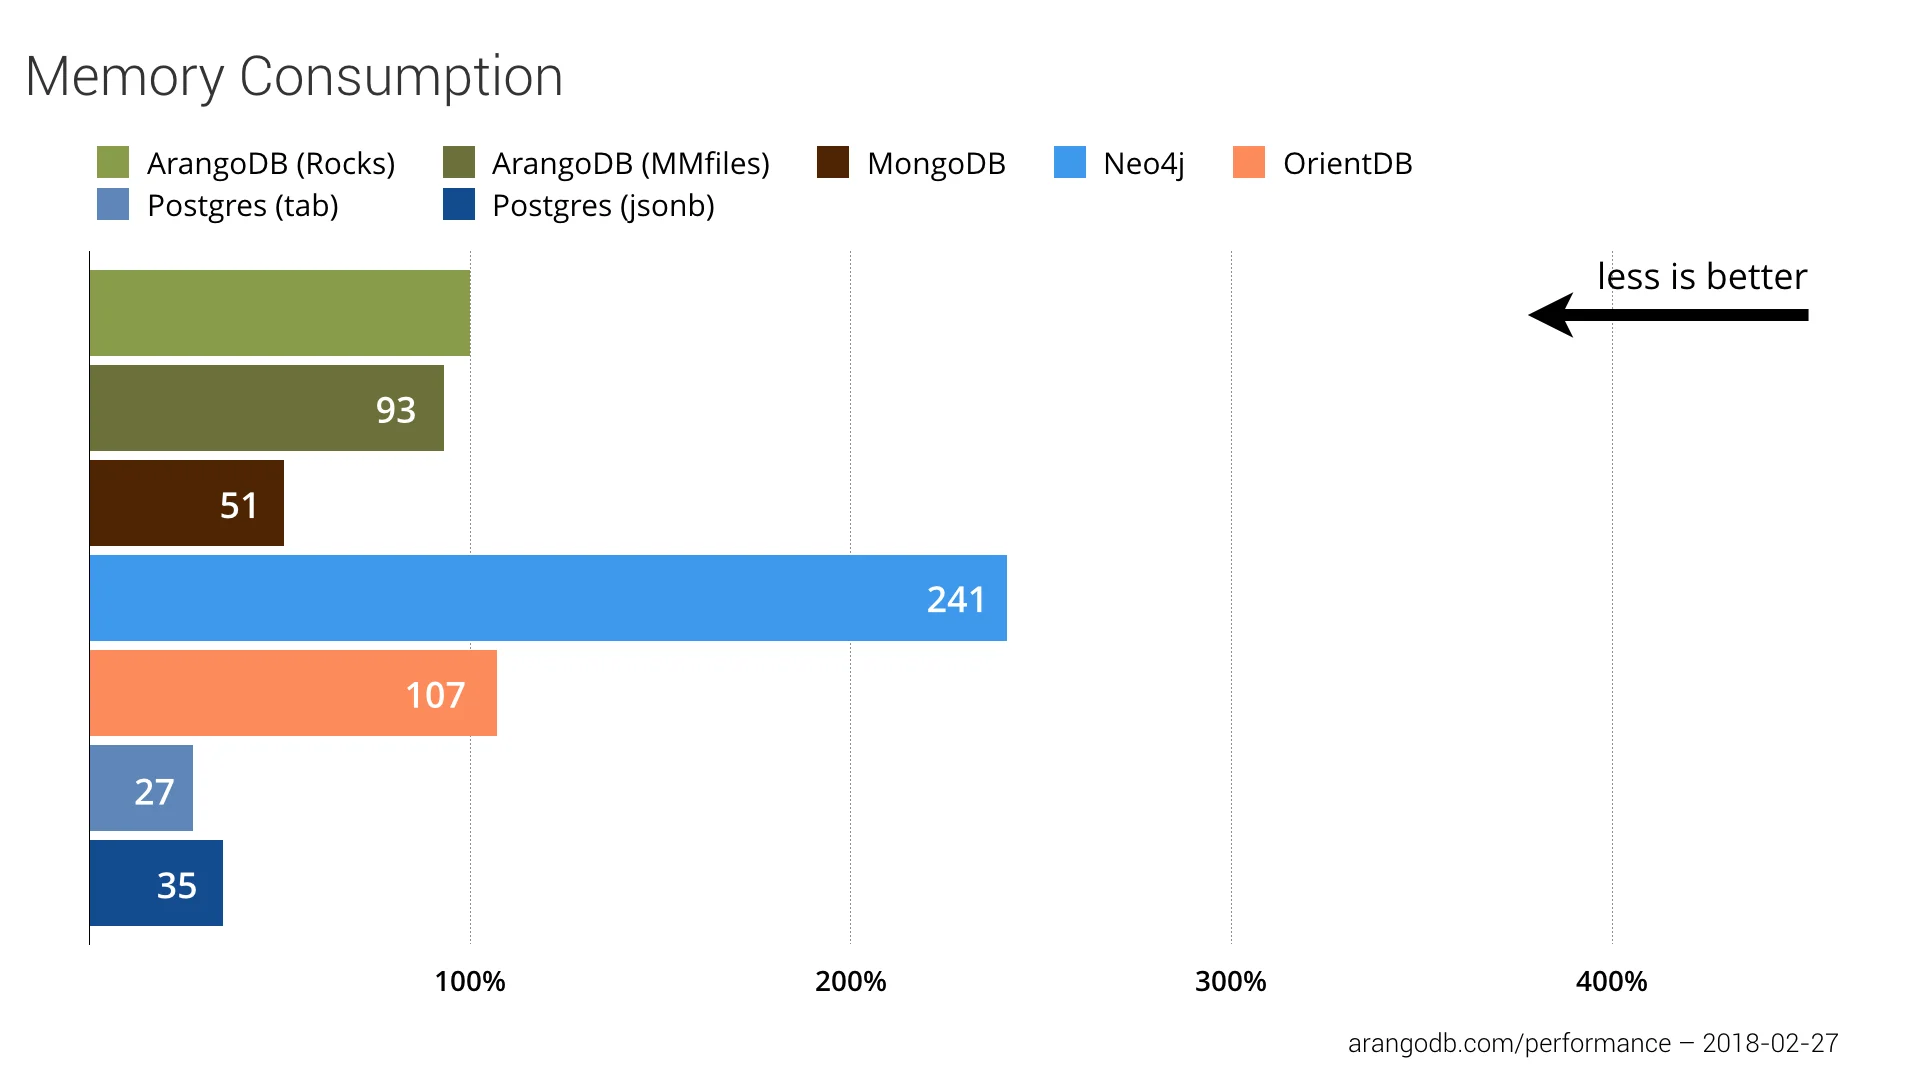 Memory Consumption
ArangoDB (Rocks) ArangoDB (MMfiles) MongoDB Neo4j OrientDB
Postgres (tab) Postgres (jsonb)
less is better
93
51
241
107
27
35
100% 200% 300% 400%
arangodb.com/performance – 2018-02-27